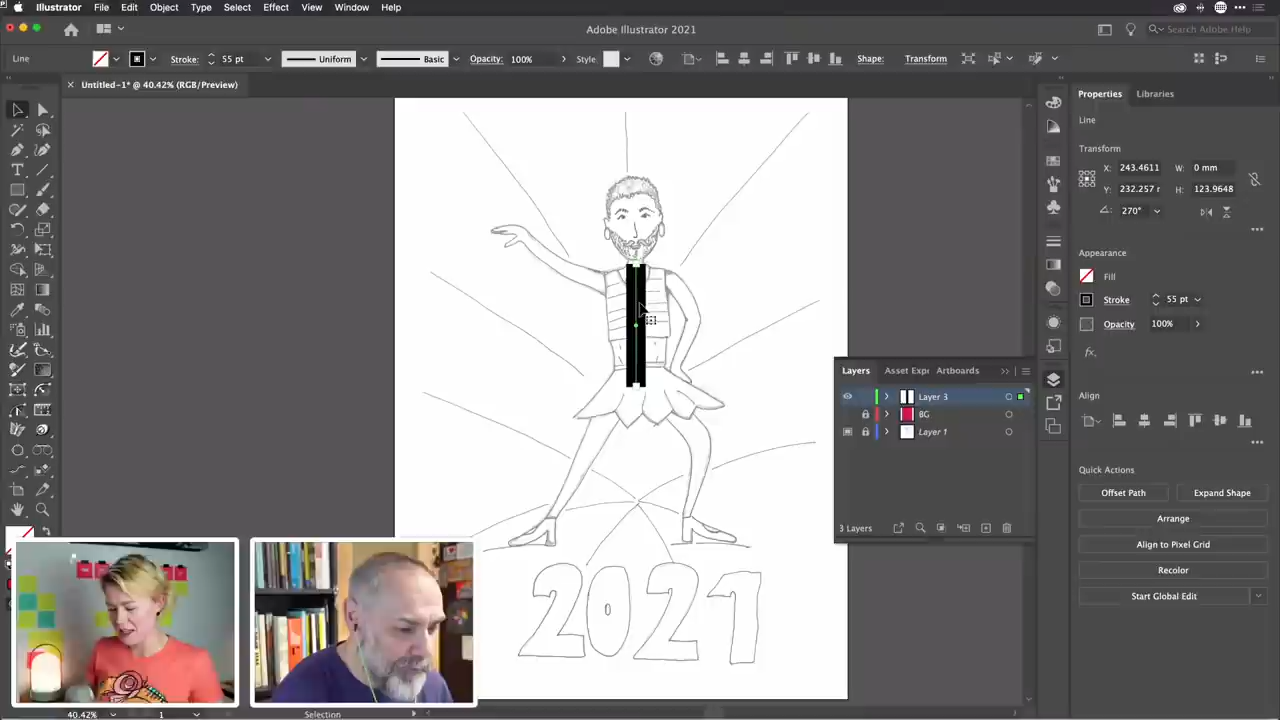 Illustrator File Edit Object Type Select Effect View Window Help
Adobe Illustrator 2021
Search Adobe Help
Line Stroke: 55 pt Uniform Basic Opacity: 100% Style: Shape: Transform
Untitled-1* @ 40.42% (RGB/Preview)
Properties Libraries
Line
Transform
X: 243.4611 W: 0 mm
Y: 232.257 r H: 123.9648
270°
Appearance
Fill
Stroke 55 pt
Opacity 100%
fx.
Layers Asset Exp Artboards
Layer 3
BG
Layer 1
3 Layers
Align
Quick Actions
Offset Path Expand Shape
Arrange
Align to Pixel Grid
Recolor
Start Global Edit
2021
40.42% 1 Selection